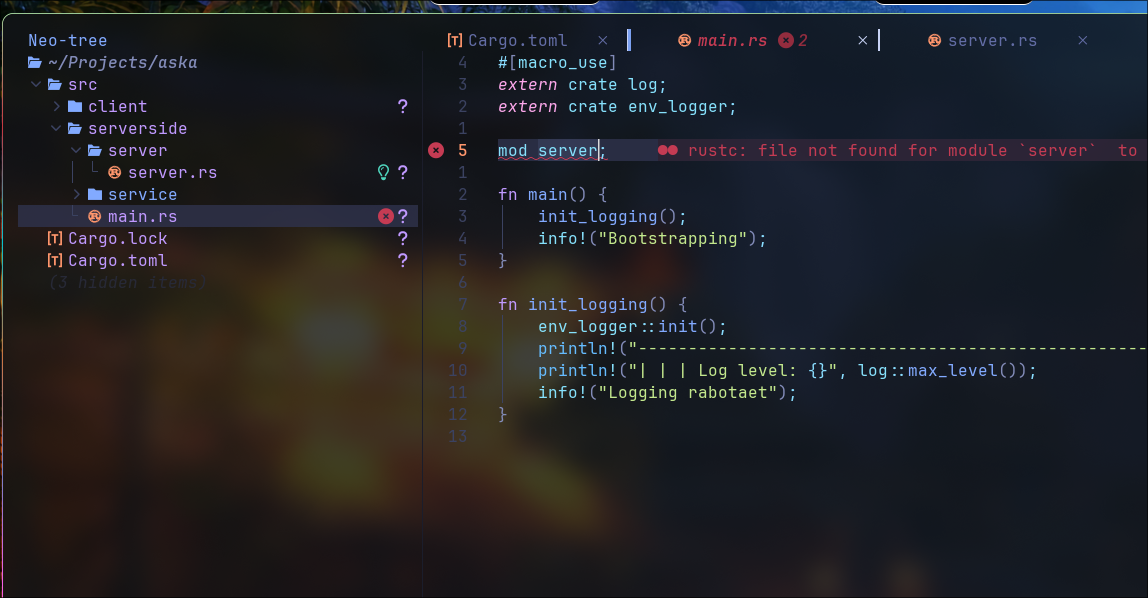 Neo-tree
~/Projects/aska
src
client ?
serverside
server
server.rs ?
service
main.rs ?
[T] Cargo.lock ?
[T] Cargo.toml ?
(3 hidden items)
[T] Cargo.toml × main.rs 2 × server.rs ×
4 #[macro_use]
3 extern crate log;
2 extern crate env_logger;
1
5 mod server; rustc: file not found for module `server` to
1
2 fn main() {
3 init_logging();
4 info!("Bootstrapping");
5 }
6
7 fn init_logging() {
8 env_logger::init();
9 println!("---------------------------------------------------
10 println!("| | | Log level: {}", log::max_level());
11 info!("Logging rabotaet");
12 }
13